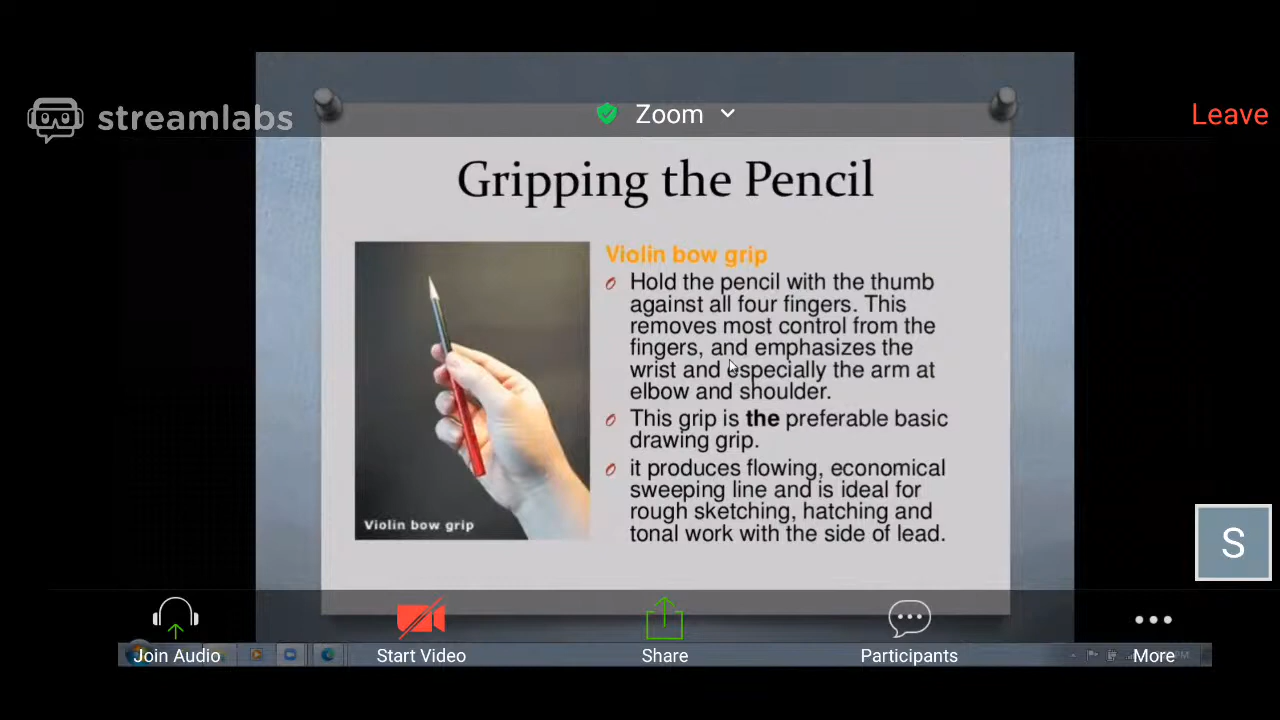 streamlabs
Zoom
Leave
Gripping the Pencil
Violin bow grip
Hold the pencil with the thumb
against all four fingers. This
removes most control from the
fingers, and emphasizes the
wrist and especially the arm at
elbow and shoulder.
This grip is the preferable basic
drawing grip.
it produces flowing, economical
sweeping line and is ideal for
rough sketching, hatching and
tonal work with the side of lead.
Violin bow grip
S
Join Audio
Start Video
Share
Participants
More